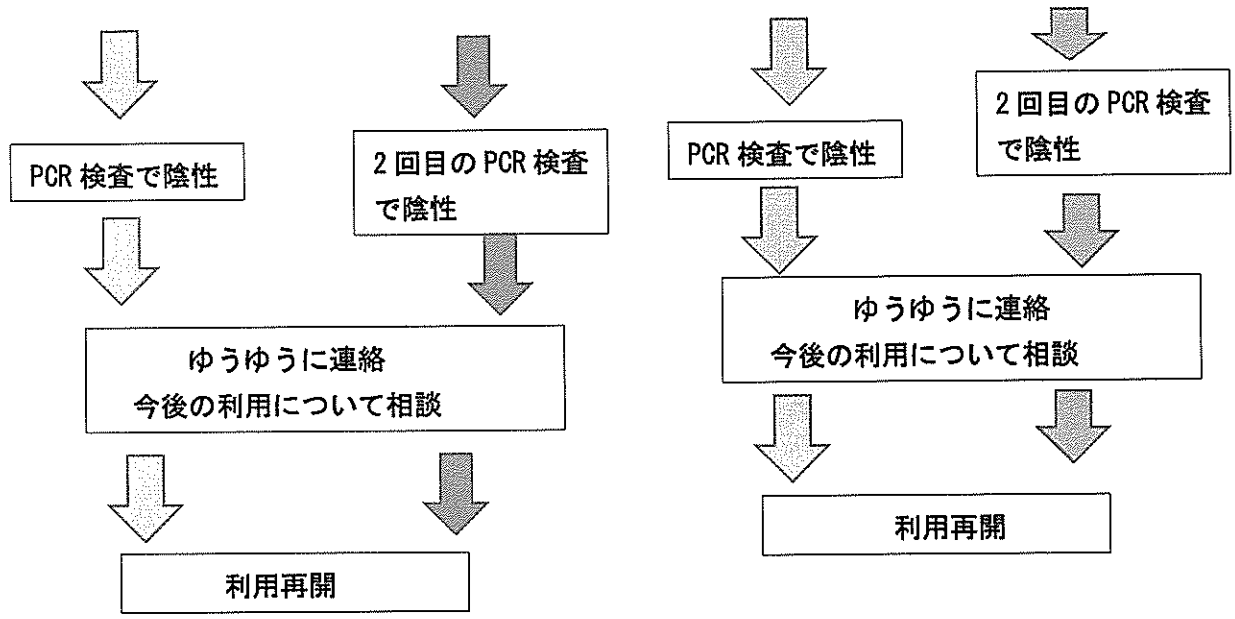 PCR 検査で陰性
2 回目の PCR 検査
で陰性
ゆうゆうに連絡
今後の利用について相談
利用再開
PCR 検査で陰性
2 回目の PCR 検査
で陰性
ゆうゆうに連絡
今後の利用について相談
利用再開